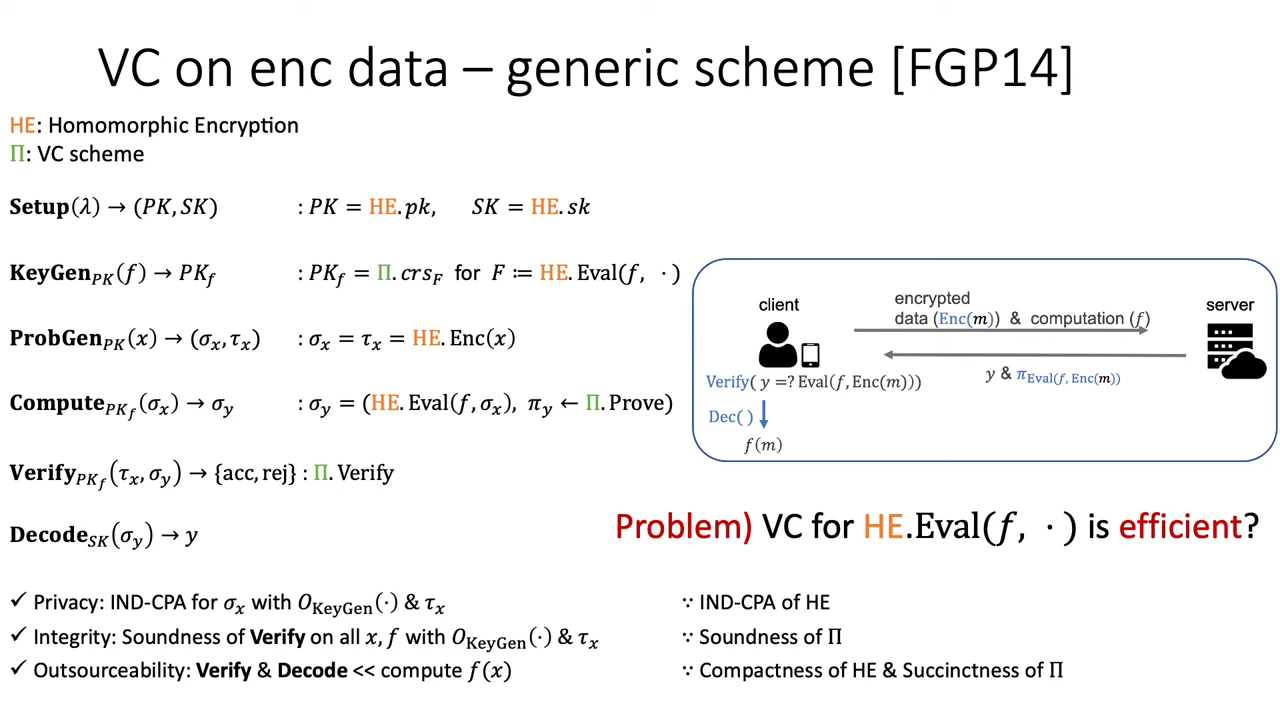 VC on enc data – generic scheme [FGP14]
HE: Homomorphic Encryption
Π: VC scheme
Setup(λ) → (PK, SK) : PK = HE.pk, SK = HE.sk
KeyGen_PK(f) → PK_f : PK_f = Π.crs_F for F ≔ HE.Eval(f, ·)
ProbGen_PK(x) → (σ_x, τ_x) : σ_x = τ_x = HE.Enc(x)
Compute_PK_f(σ_x) → σ_y : σ_y = (HE.Eval(f, σ_x), π_y ← Π.Prove)
Verify_PK_f(τ_x, σ_y) → {acc, rej} : Π.Verify
Decode_SK(σ_y) → y
client
encrypted
data (Enc(m)) & computation (f)
server
y & π_Eval(f, Enc(m))
Verify( y =? Eval(f, Enc(m)))
Dec( )
f(m)
Problem) VC for HE.Eval(f, ·) is efficient?
✓ Privacy: IND-CPA for σ_x with O_KeyGen(·) & τ_x ∵ IND-CPA of HE
✓ Integrity: Soundness of Verify on all x, f with O_KeyGen(·) & τ_x ∵ Soundness of Π
✓ Outsourceability: Verify & Decode << compute f(x) ∵ Compactness of HE & Succinctness of Π